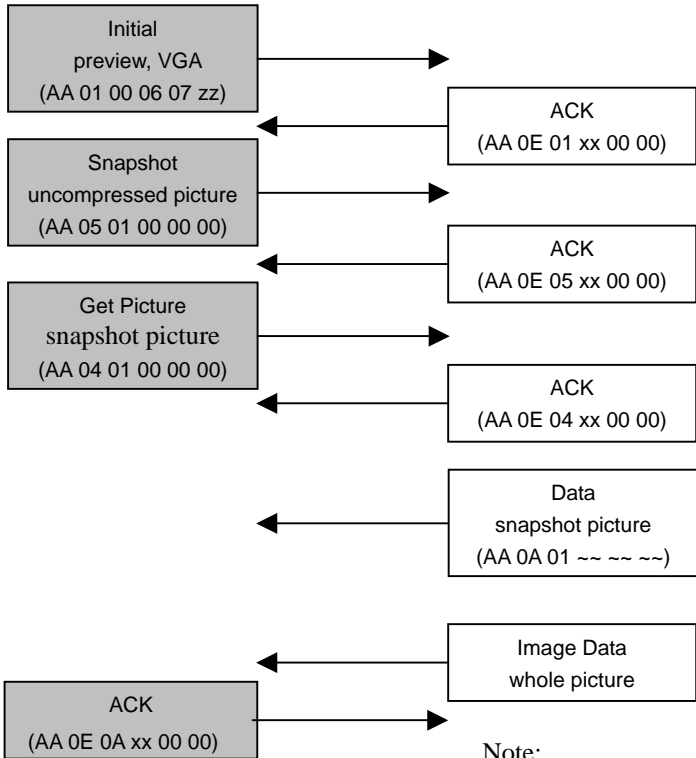 Initial
preview, VGA
(AA 01 00 06 07 zz)
ACK
(AA 0E 01 xx 00 00)
Snapshot
uncompressed picture
(AA 05 01 00 00 00)
ACK
(AA 0E 05 xx 00 00)
Get Picture
snapshot picture
(AA 04 01 00 00 00)
ACK
(AA 0E 04 xx 00 00)
Data
snapshot picture
(AA 0A 01 ~~ ~~ ~~)
Image Data
whole picture
ACK
(AA 0E 0A xx 00 00)
Note: